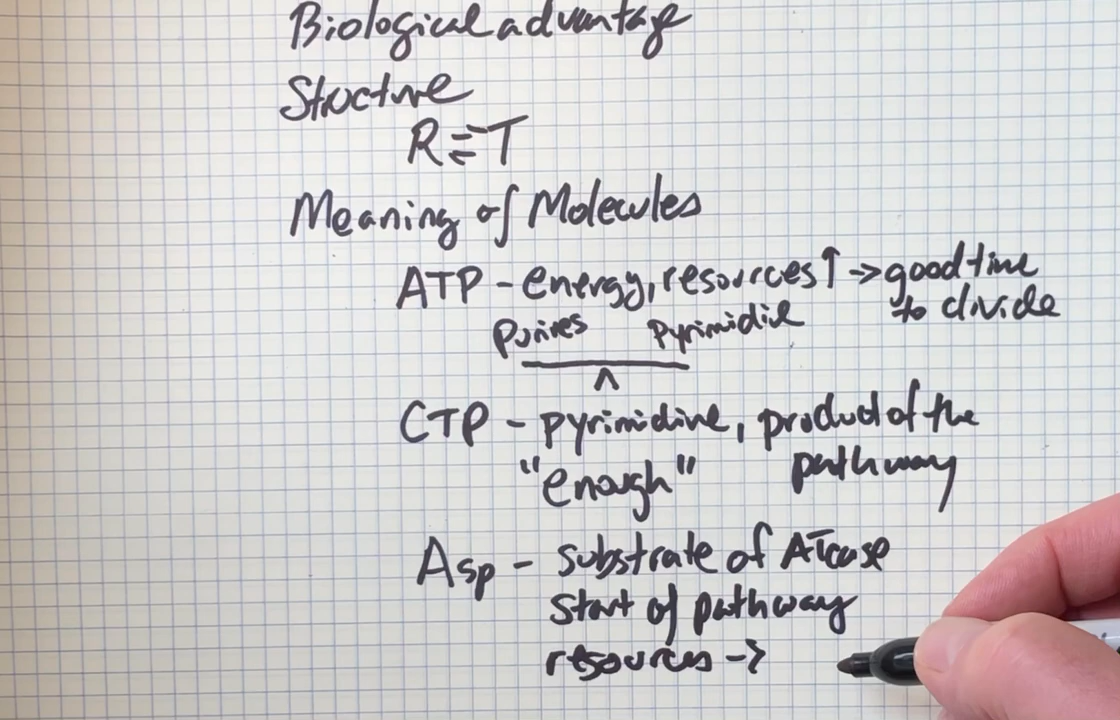 Biological advantage
Structure
R ⇌ T
Meaning of Molecules
ATP - energy, resources ↑ → good time
to divide
Purines Pyrimidine
^
CTP - pyrimidine, product of the
"enough" pathway
Asp - substrate of ATcase
Start of pathway
resources →